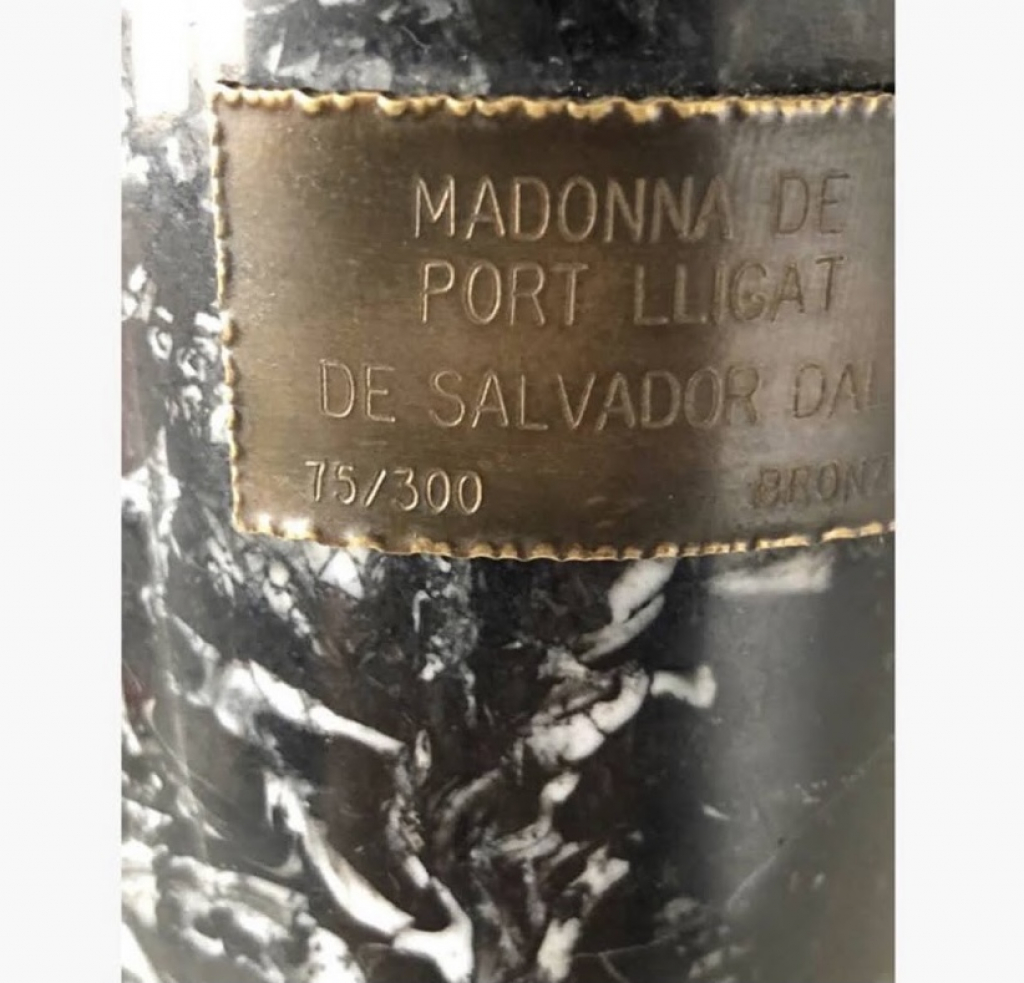 MADONNA DE
PORT LLIGAT
DE SALVADOR DAL
75/300 BRONZ